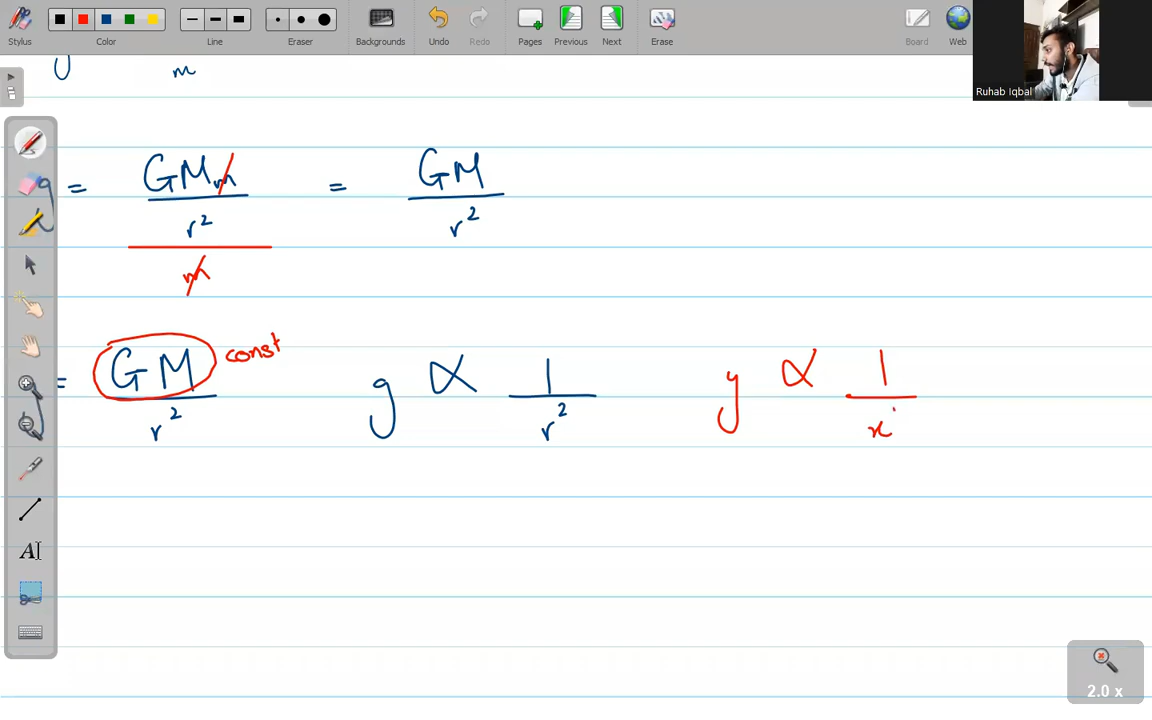 Stylus Color Line Eraser Backgrounds Undo Redo Pages Previous Next Erase Board Web
Ruhab Iqbal
g m
g = GMm / r² / m = GM / r²
= GM / r² const g ∝ 1 / r² y ∝ 1 / x
AI
2.0 x